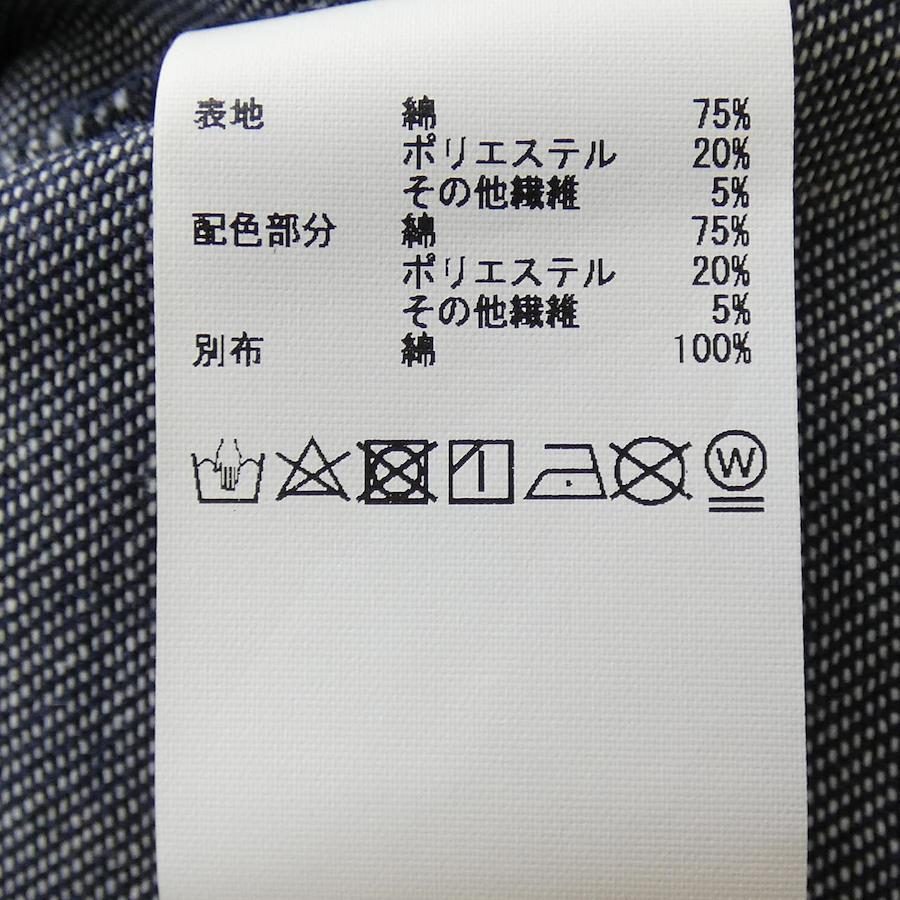 表地 綿 75%
ポリエステル 20%
その他繊維 5%
配色部分 綿 75%
ポリエステル 20%
その他繊維 5%
別布 綿 100%
W